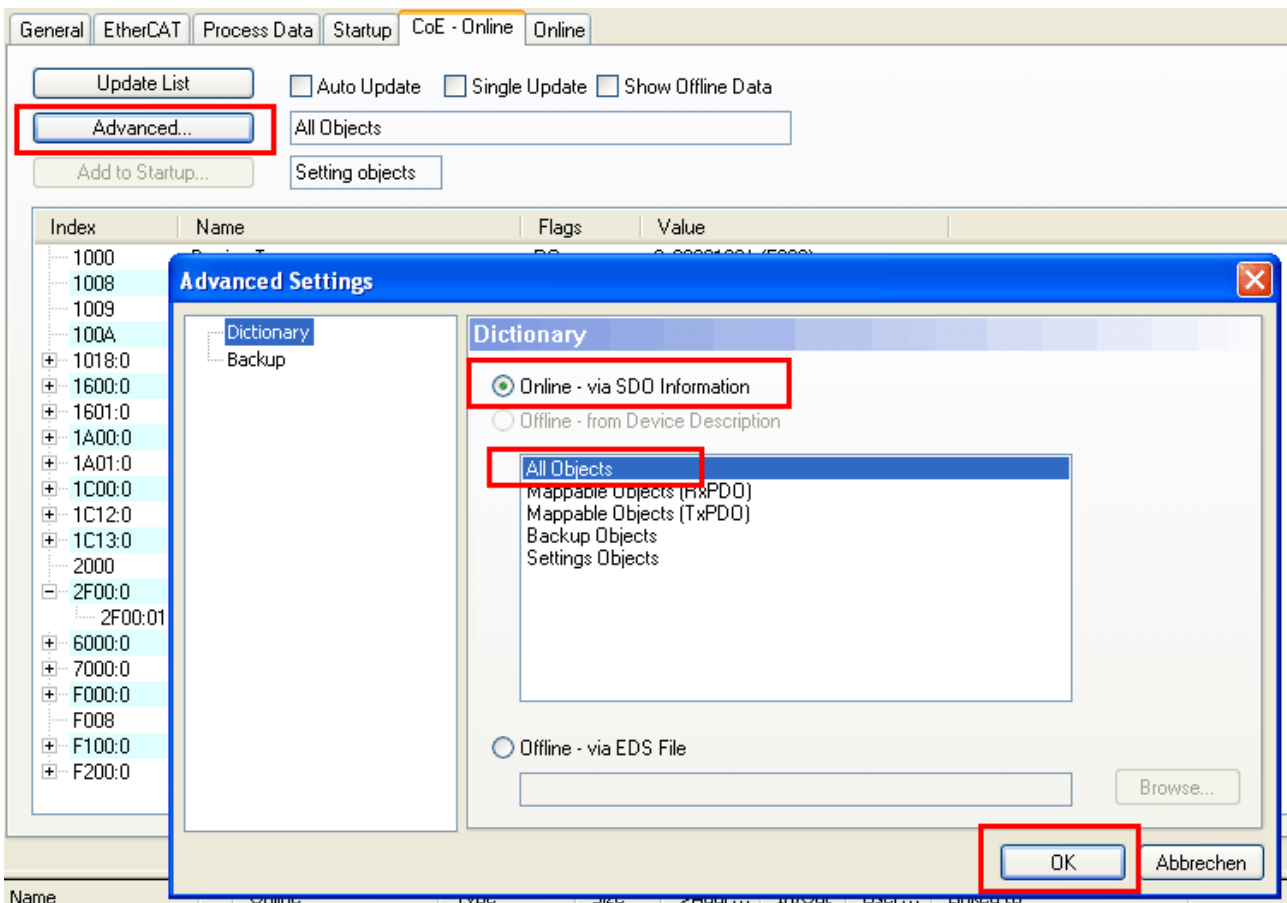 General EtherCAT Process Data Startup CoE - Online Online
Update List Auto Update Single Update Show Offline Data
Advanced... All Objects
Add to Startup... Setting objects
Index Name Flags Value
1000
1008
1009
100A
1018:0
1600:0
1601:0
1A00:0
1A01:0
1C00:0
1C12:0
1C13:0
2000
2F00:0
2F00:01
6000:0
7000:0
F000:0
F008
F100:0
F200:0
Advanced Settings
Dictionary
Backup
Dictionary
Online - via SDO Information
Offline - from Device Description
All Objects
Mappable Objects (RxPDO)
Mappable Objects (TxPDO)
Backup Objects
Settings Objects
Offline - via EDS File
Browse...
OK Abbrechen
Name Online Type Size